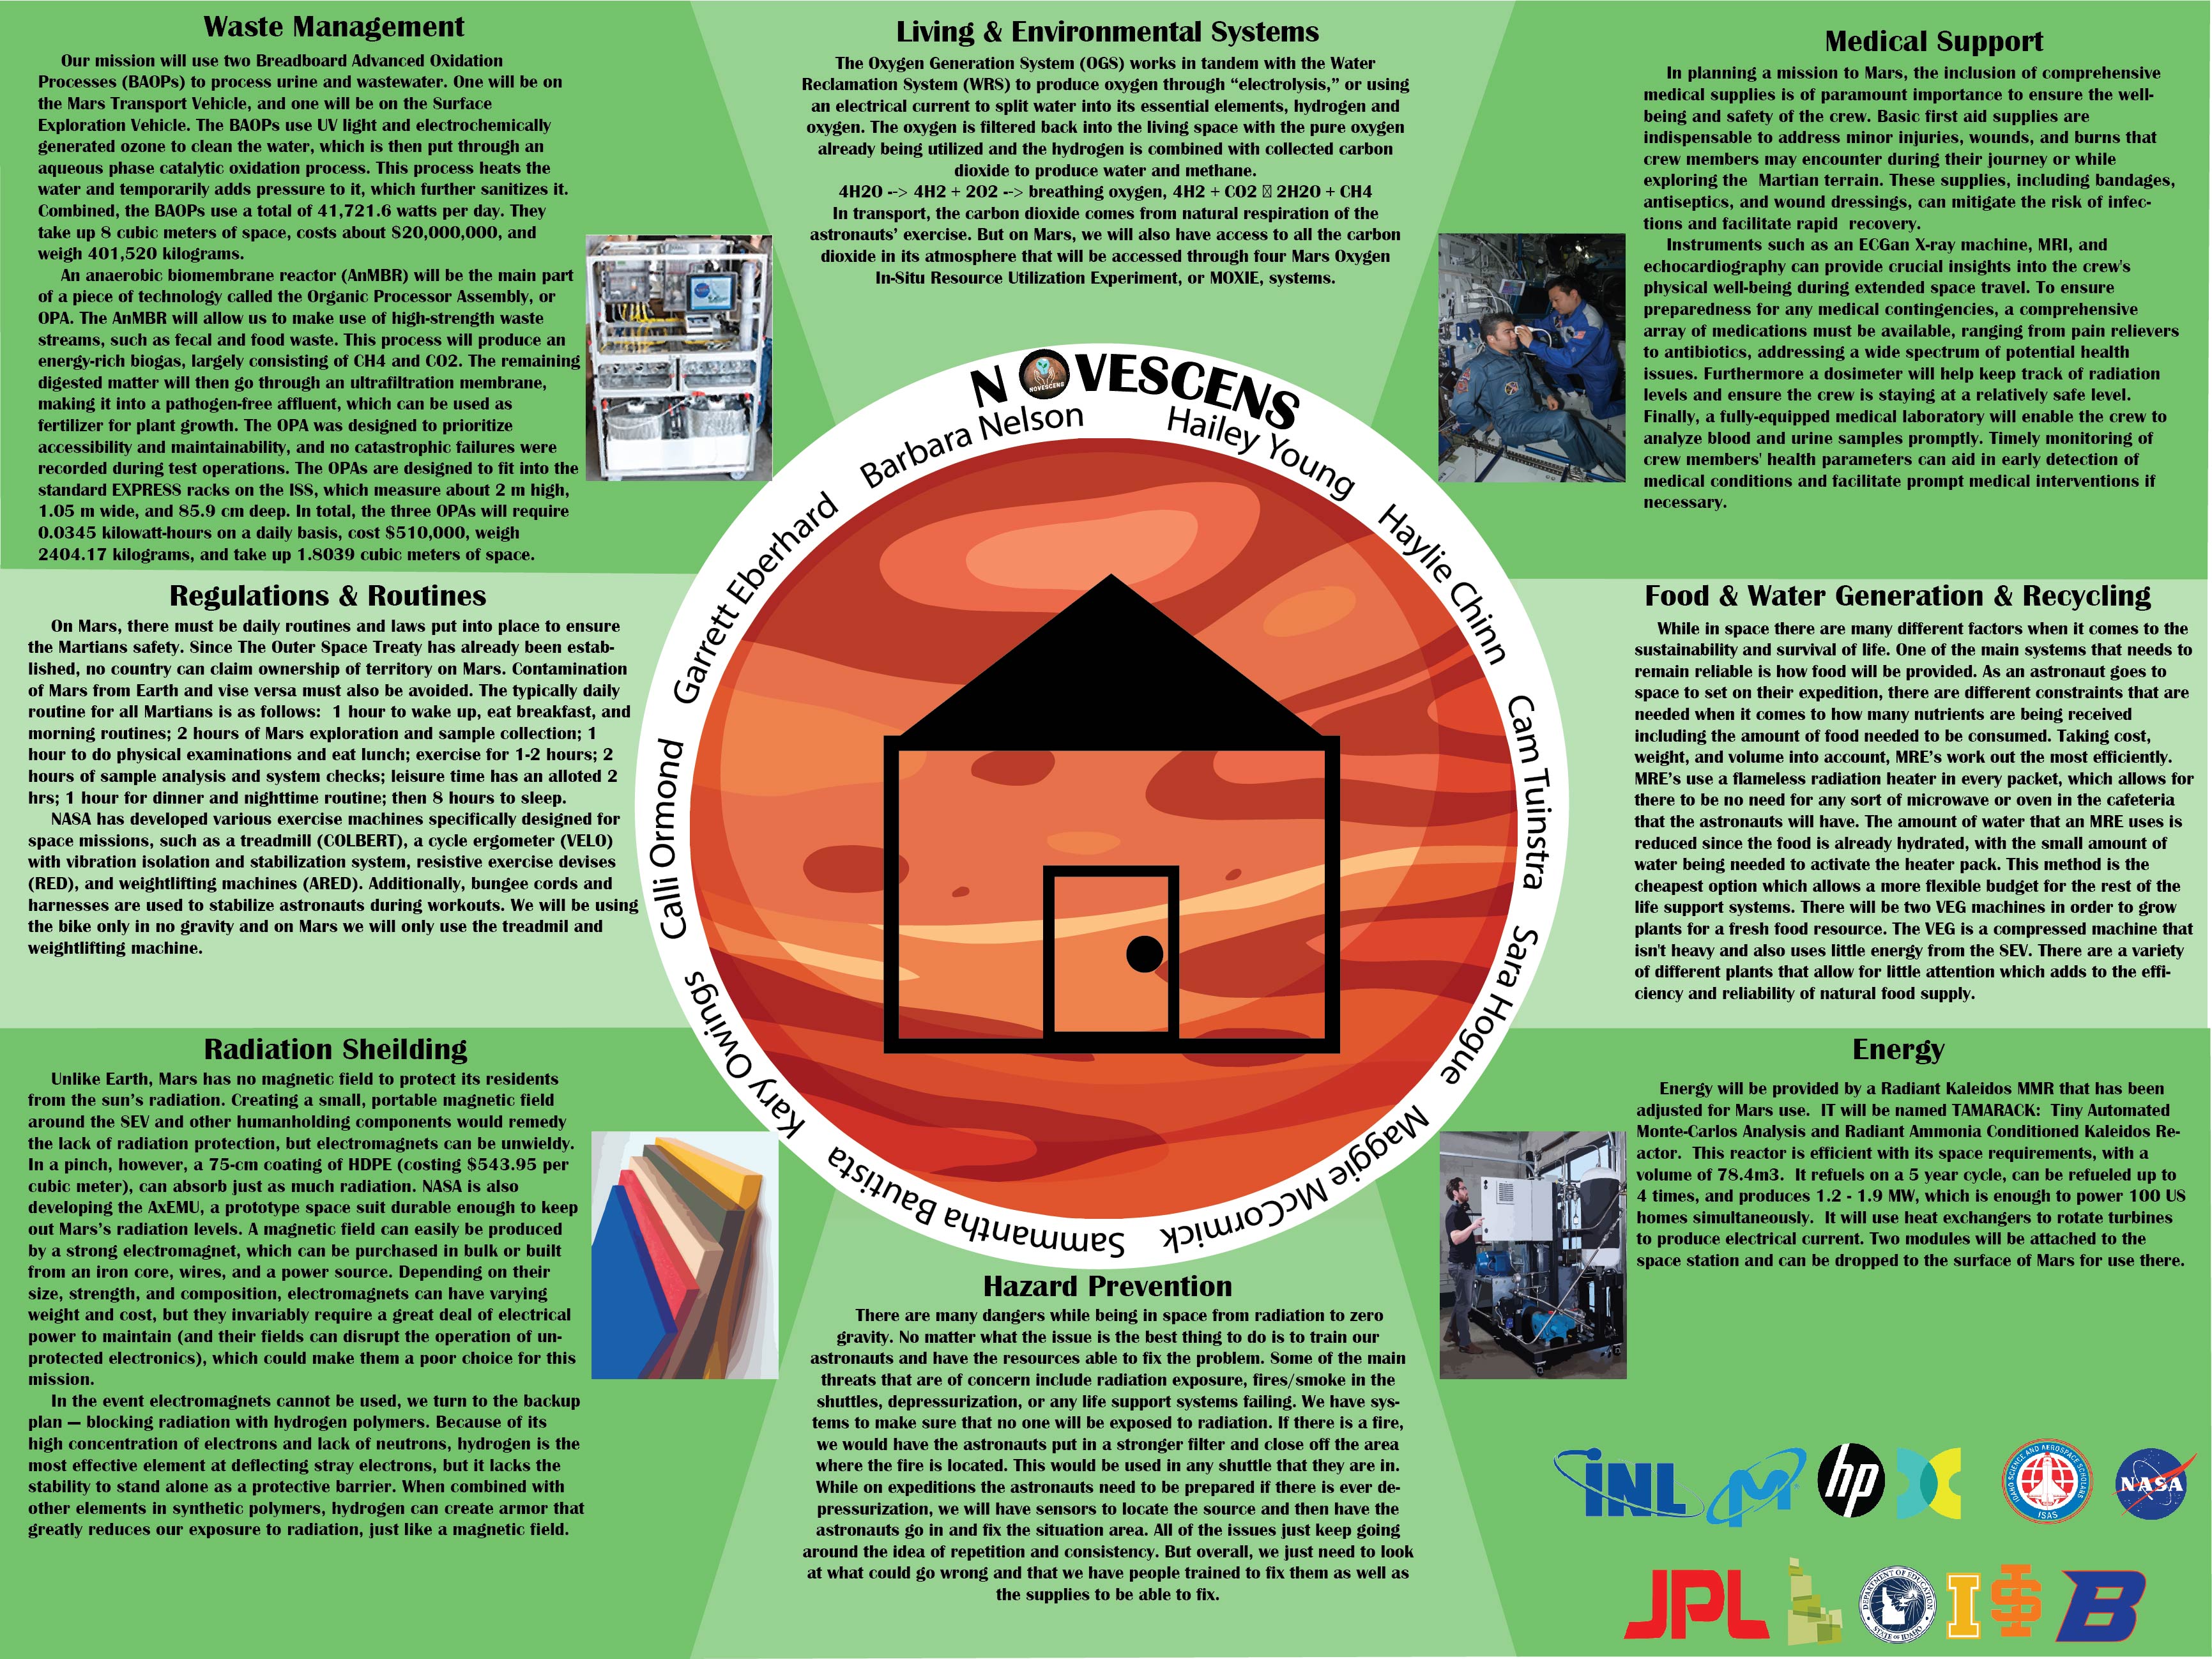 Waste Management
Our mission will use two Breadboard Advanced Oxidation
Processes (BAOPs) to process urine and wastewater. One will be on
the Mars Transport Vehicle, and one will be on the Surface
Exploration Vehicle. The BAOPs use UV light and electrochemically
generated ozone to clean the water, which is then put through an
aqueous phase catalytic oxidation process. This process heats the
water and temporarily adds pressure to it, which further sanitizes it.
Combined, the BAOPs use a total of 41,721.6 watts per day. They
take up 8 cubic meters of space, costs about $20,000,000, and
weigh 401,520 kilograms.
An anaerobic biomembrane reactor (AnMBR) will be the main part
of a piece of technology called the Organic Processor Assembly, or
OPA. The AnMBR will allow us to make use of high-strength waste
streams, such as fecal and food waste. This process will produce an
energy-rich biogas, largely consisting of CH4 and CO2. The remaining
digested matter will then go through an ultrafiltration membrane,
making it into a pathogen-free affluent, which can be used as
fertilizer for plant growth. The OPA was designed to prioritize
accessibility and maintainability, and no catastrophic failures were
recorded during test operations. The OPAs are designed to fit into the
standard EXPRESS racks on the ISS, which measure about 2 m high,
1.05 m wide, and 85.9 cm deep. In total, the three OPAs will require
0.0345 kilowatt-hours on a daily basis, cost $510,000, weigh
2404.17 kilograms, and take up 1.8039 cubic meters of space.
Living & Environmental Systems
The Oxygen Generation System (OGS) works in tandem with the Water
Reclamation System (WRS) to produce oxygen through “electrolysis,” or using
an electrical current to split water into its essential elements, hydrogen and
oxygen. The oxygen is filtered back into the living space with the pure oxygen
already being utilized and the hydrogen is combined with collected carbon
dioxide to produce water and methane.
4H2O --> 4H2 + 2O2 --> breathing oxygen, 4H2 + CO2 � 2H2O + CH4
In transport, the carbon dioxide comes from natural respiration of the
astronauts’ exercise. But on Mars, we will also have access to all the carbon
dioxide in its atmosphere that will be accessed through four Mars Oxygen
In-Situ Resource Utilization Experiment, or MOXIE, systems.
Medical Support
In planning a mission to Mars, the inclusion of comprehensive
medical supplies is of paramount importance to ensure the well-
being and safety of the crew. Basic first aid supplies are
indispensable to address minor injuries, wounds, and burns that
crew members may encounter during their journey or while
exploring the Martian terrain. These supplies, including bandages,
antiseptics, and wound dressings, can mitigate the risk of infec-
tions and facilitate rapid recovery.
Instruments such as an ECGan X-ray machine, MRI, and
echocardiography can provide crucial insights into the crew's
physical well-being during extended space travel. To ensure
preparedness for any medical contingencies, a comprehensive
array of medications must be available, ranging from pain relievers
to antibiotics, addressing a wide spectrum of potential health
issues. Furthermore a dosimeter will help keep track of radiation
levels and ensure the crew is staying at a relatively safe level.
Finally, a fully-equipped medical laboratory will enable the crew to
analyze blood and urine samples promptly. Timely monitoring of
crew members' health parameters can aid in early detection of
medical conditions and facilitate prompt medical interventions if
necessary.
NOVESCENS
NOVESCENS
Barbara Nelson
Hailey Young
Haylie Chinn
Cam Tuinstra
Sara Hogue
Maggie McCormick
Sammantha Bautista
Kary Owings
Calli Ormond
Garrett Eberhard
Regulations & Routines
On Mars, there must be daily routines and laws put into place to ensure
the Martians safety. Since The Outer Space Treaty has already been estab-
lished, no country can claim ownership of territory on Mars. Contamination
of Mars from Earth and vise versa must also be avoided. The typically daily
routine for all Martians is as follows: 1 hour to wake up, eat breakfast, and
morning routines; 2 hours of Mars exploration and sample collection; 1
hour to do physical examinations and eat lunch; exercise for 1-2 hours; 2
hours of sample analysis and system checks; leisure time has an alloted 2
hrs; 1 hour for dinner and nighttime routine; then 8 hours to sleep.
NASA has developed various exercise machines specifically designed for
space missions, such as a treadmill (COLBERT), a cycle ergometer (VELO)
with vibration isolation and stabilization system, resistive exercise devises
(RED), and weightlifting machines (ARED). Additionally, bungee cords and
harnesses are used to stabilize astronauts during workouts. We will be using
the bike only in no gravity and on Mars we will only use the treadmil and
weightlifting machine.
Food & Water Generation & Recycling
While in space there are many different factors when it comes to the
sustainability and survival of life. One of the main systems that needs to
remain reliable is how food will be provided. As an astronaut goes to
space to set on their expedition, there are different constraints that are
needed when it comes to how many nutrients are being received
including the amount of food needed to be consumed. Taking cost,
weight, and volume into account, MRE’s work out the most efficiently.
MRE’s use a flameless radiation heater in every packet, which allows for
there to be no need for any sort of microwave or oven in the cafeteria
that the astronauts will have. The amount of water that an MRE uses is
reduced since the food is already hydrated, with the small amount of
water being needed to activate the heater pack. This method is the
cheapest option which allows a more flexible budget for the rest of the
life support systems. There will be two VEG machines in order to grow
plants for a fresh food resource. The VEG is a compressed machine that
isn't heavy and also uses little energy from the SEV. There are a variety
of different plants that allow for little attention which adds to the effi-
ciency and reliability of natural food supply.
Radiation Sheilding
Unlike Earth, Mars has no magnetic field to protect its residents
from the sun’s radiation. Creating a small, portable magnetic field
around the SEV and other humanholding components would remedy
the lack of radiation protection, but electromagnets can be unwieldy.
In a pinch, however, a 75-cm coating of HDPE (costing $543.95 per
cubic meter), can absorb just as much radiation. NASA is also
developing the AxEMU, a prototype space suit durable enough to keep
out Mars’s radiation levels. A magnetic field can easily be produced
by a strong electromagnet, which can be purchased in bulk or built
from an iron core, wires, and a power source. Depending on their
size, strength, and composition, electromagnets can have varying
weight and cost, but they invariably require a great deal of electrical
power to maintain (and their fields can disrupt the operation of un-
protected electronics), which could make them a poor choice for this
mission.
In the event electromagnets cannot be used, we turn to the backup
plan — blocking radiation with hydrogen polymers. Because of its
high concentration of electrons and lack of neutrons, hydrogen is the
most effective element at deflecting stray electrons, but it lacks the
stability to stand alone as a protective barrier. When combined with
other elements in synthetic polymers, hydrogen can create armor that
greatly reduces our exposure to radiation, just like a magnetic field.
Hazard Prevention
There are many dangers while being in space from radiation to zero
gravity. No matter what the issue is the best thing to do is to train our
astronauts and have the resources able to fix the problem. Some of the main
threats that are of concern include radiation exposure, fires/smoke in the
shuttles, depressurization, or any life support systems failing. We have sys-
tems to make sure that no one will be exposed to radiation. If there is a fire,
we would have the astronauts put in a stronger filter and close off the area
where the fire is located. This would be used in any shuttle that they are in.
While on expeditions the astronauts need to be prepared if there is ever de-
pressurization, we will have sensors to locate the source and then have the
astronauts go in and fix the situation area. All of the issues just keep going
around the idea of repetition and consistency. But overall, we just need to look
at what could go wrong and that we have people trained to fix them as well as
the supplies to be able to fix.
Energy
Energy will be provided by a Radiant Kaleidos MMR that has been
adjusted for Mars use. IT will be named TAMARACK: Tiny Automated
Monte-Carlos Analysis and Radiant Ammonia Conditioned Kaleidos Re-
actor. This reactor is efficient with its space requirements, with a
volume of 78.4m3. It refuels on a 5 year cycle, can be refueled up to
4 times, and produces 1.2 - 1.9 MW, which is enough to power 100 US
homes simultaneously. It will use heat exchangers to rotate turbines
to produce electrical current. Two modules will be attached to the
space station and can be dropped to the surface of Mars for use there.
INL
M
hp
IDAHO SCIENCE AND AEROSPACE SCHOLARS
ISAS
NASA
JPL
DEPARTMENT OF EDUCATION
STATE OF IDAHO
I
IS
B